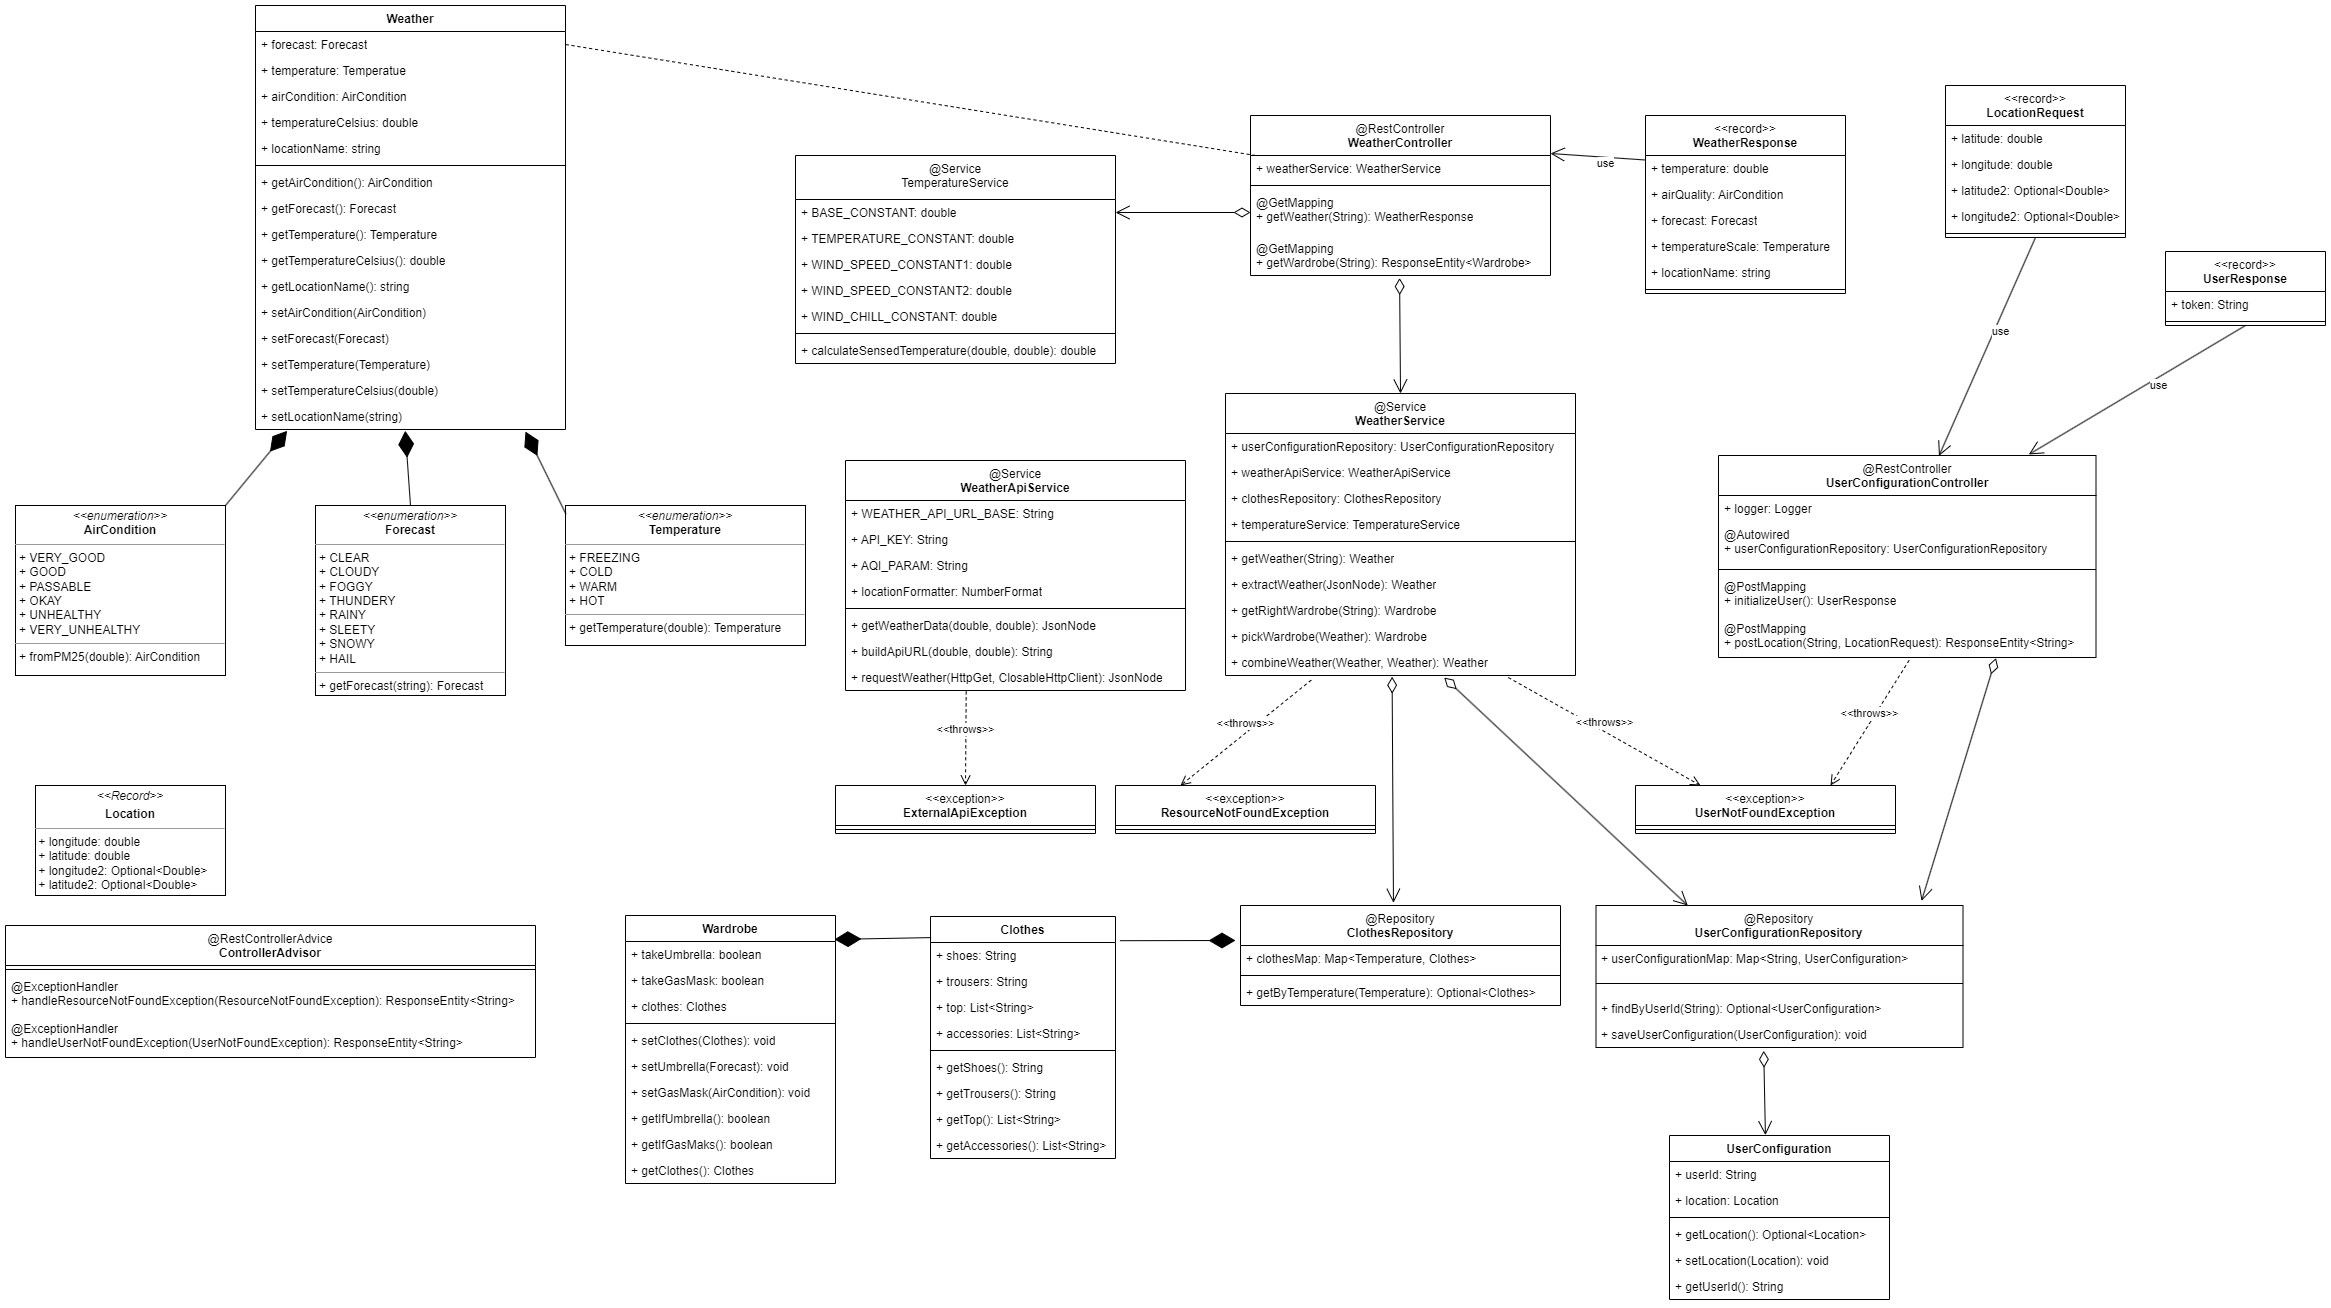 Weather
+ forecast: Forecast
+ temperature: Temperatue
+ airCondition: AirCondition
+ temperatureCelsius: double
+ locationName: string
+ getAirCondition(): AirCondition
+ getForecast(): Forecast
+ getTemperature(): Temperature
+ getTemperatureCelsius(): double
+ getLocationName(): string
+ setAirCondition(AirCondition)
+ setForecast(Forecast)
+ setTemperature(Temperature)
+ setTemperatureCelsius(double)
+ setLocationName(string)
@Service
TemperatureService
+ BASE_CONSTANT: double
+ TEMPERATURE_CONSTANT: double
+ WIND_SPEED_CONSTANT1: double
+ WIND_SPEED_CONSTANT2: double
+ WIND_CHILL_CONSTANT: double
+ calculateSensedTemperature(double, double): double
@RestController
WeatherController
+ weatherService: WeatherService
@GetMapping
+ getWeather(String): WeatherResponse
@GetMapping
+ getWardrobe(String): ResponseEntity<Wardrobe>
use
<<record>>
WeatherResponse
+ temperature: double
+ airQuality: AirCondition
+ forecast: Forecast
+ temperatureScale: Temperature
+ locationName: string
<<record>>
LocationRequest
+ latitude: double
+ longitude: double
+ latitude2: Optional<Double>
+ longitude2: Optional<Double>
<<record>>
UserResponse
+ token: String
use
use
<<enumeration>>
AirCondition
+ VERY_GOOD
+ GOOD
+ PASSABLE
+ OKAY
+ UNHEALTHY
+ VERY_UNHEALTHY
+ fromPM25(double): AirCondition
<<enumeration>>
Forecast
+ CLEAR
+ CLOUDY
+ FOGGY
+ THUNDERY
+ RAINY
+ SLEETY
+ SNOWY
+ HAIL
+ getForecast(string): Forecast
<<enumeration>>
Temperature
+ FREEZING
+ COLD
+ WARM
+ HOT
+ getTemperature(double): Temperature
@Service
WeatherApiService
+ WEATHER_API_URL_BASE: String
+ API_KEY: String
+ AQI_PARAM: String
+ locationFormatter: NumberFormat
+ getWeatherData(double, double): JsonNode
+ buildApiURL(double, double): String
+ requestWeather(HttpGet, ClosableHttpClient): JsonNode
@Service
WeatherService
+ userConfigurationRepository: UserConfigurationRepository
+ weatherApiService: WeatherApiService
+ clothesRepository: ClothesRepository
+ temperatureService: TemperatureService
+ getWeather(String): Weather
+ extractWeather(JsonNode): Weather
+ getRightWardrobe(String): Wardrobe
+ pickWardrobe(Weather): Wardrobe
+ combineWeather(Weather, Weather): Weather
@RestController
UserConfigurationController
+ logger: Logger
@Autowired
+ userConfigurationRepository: UserConfigurationRepository
@PostMapping
+ initializeUser(): UserResponse
@PostMapping
+ postLocation(String, LocationRequest): ResponseEntity<String>
<<throws>>
<<throws>>
<<throws>>
<<throws>>
<<exception>>
ExternalApiException
<<exception>>
ResourceNotFoundException
<<exception>>
UserNotFoundException
<<Record>>
Location
+ longitude: double
+ latitude: double
+ longitude2: Optional<Double>
+ latitude2: Optional<Double>
@RestControllerAdvice
ControllerAdvisor
@ExceptionHandler
+ handleResourceNotFoundException(ResourceNotFoundException): ResponseEntity<String>
@ExceptionHandler
+ handleUserNotFoundException(UserNotFoundException): ResponseEntity<String>
Wardrobe
+ takeUmbrella: boolean
+ takeGasMask: boolean
+ clothes: Clothes
+ setClothes(Clothes): void
+ setUmbrella(Forecast): void
+ setGasMask(AirCondition): void
+ getIfUmbrella(): boolean
+ getIfGasMaks(): boolean
+ getClothes(): Clothes
Clothes
+ shoes: String
+ trousers: String
+ top: List<String>
+ accessories: List<String>
+ getShoes(): String
+ getTrousers(): String
+ getTop(): List<String>
+ getAccessories(): List<String>
@Repository
ClothesRepository
+ clothesMap: Map<Temperature, Clothes>
+ getByTemperature(Temperature): Optional<Clothes>
@Repository
UserConfigurationRepository
+ userConfigurationMap: Map<String, UserConfiguration>
+ findByUserId(String): Optional<UserConfiguration>
+ saveUserConfiguration(UserConfiguration): void
UserConfiguration
+ userId: String
+ location: Location
+ getLocation(): Optional<Location>
+ setLocation(Location): void
+ getUserId(): String